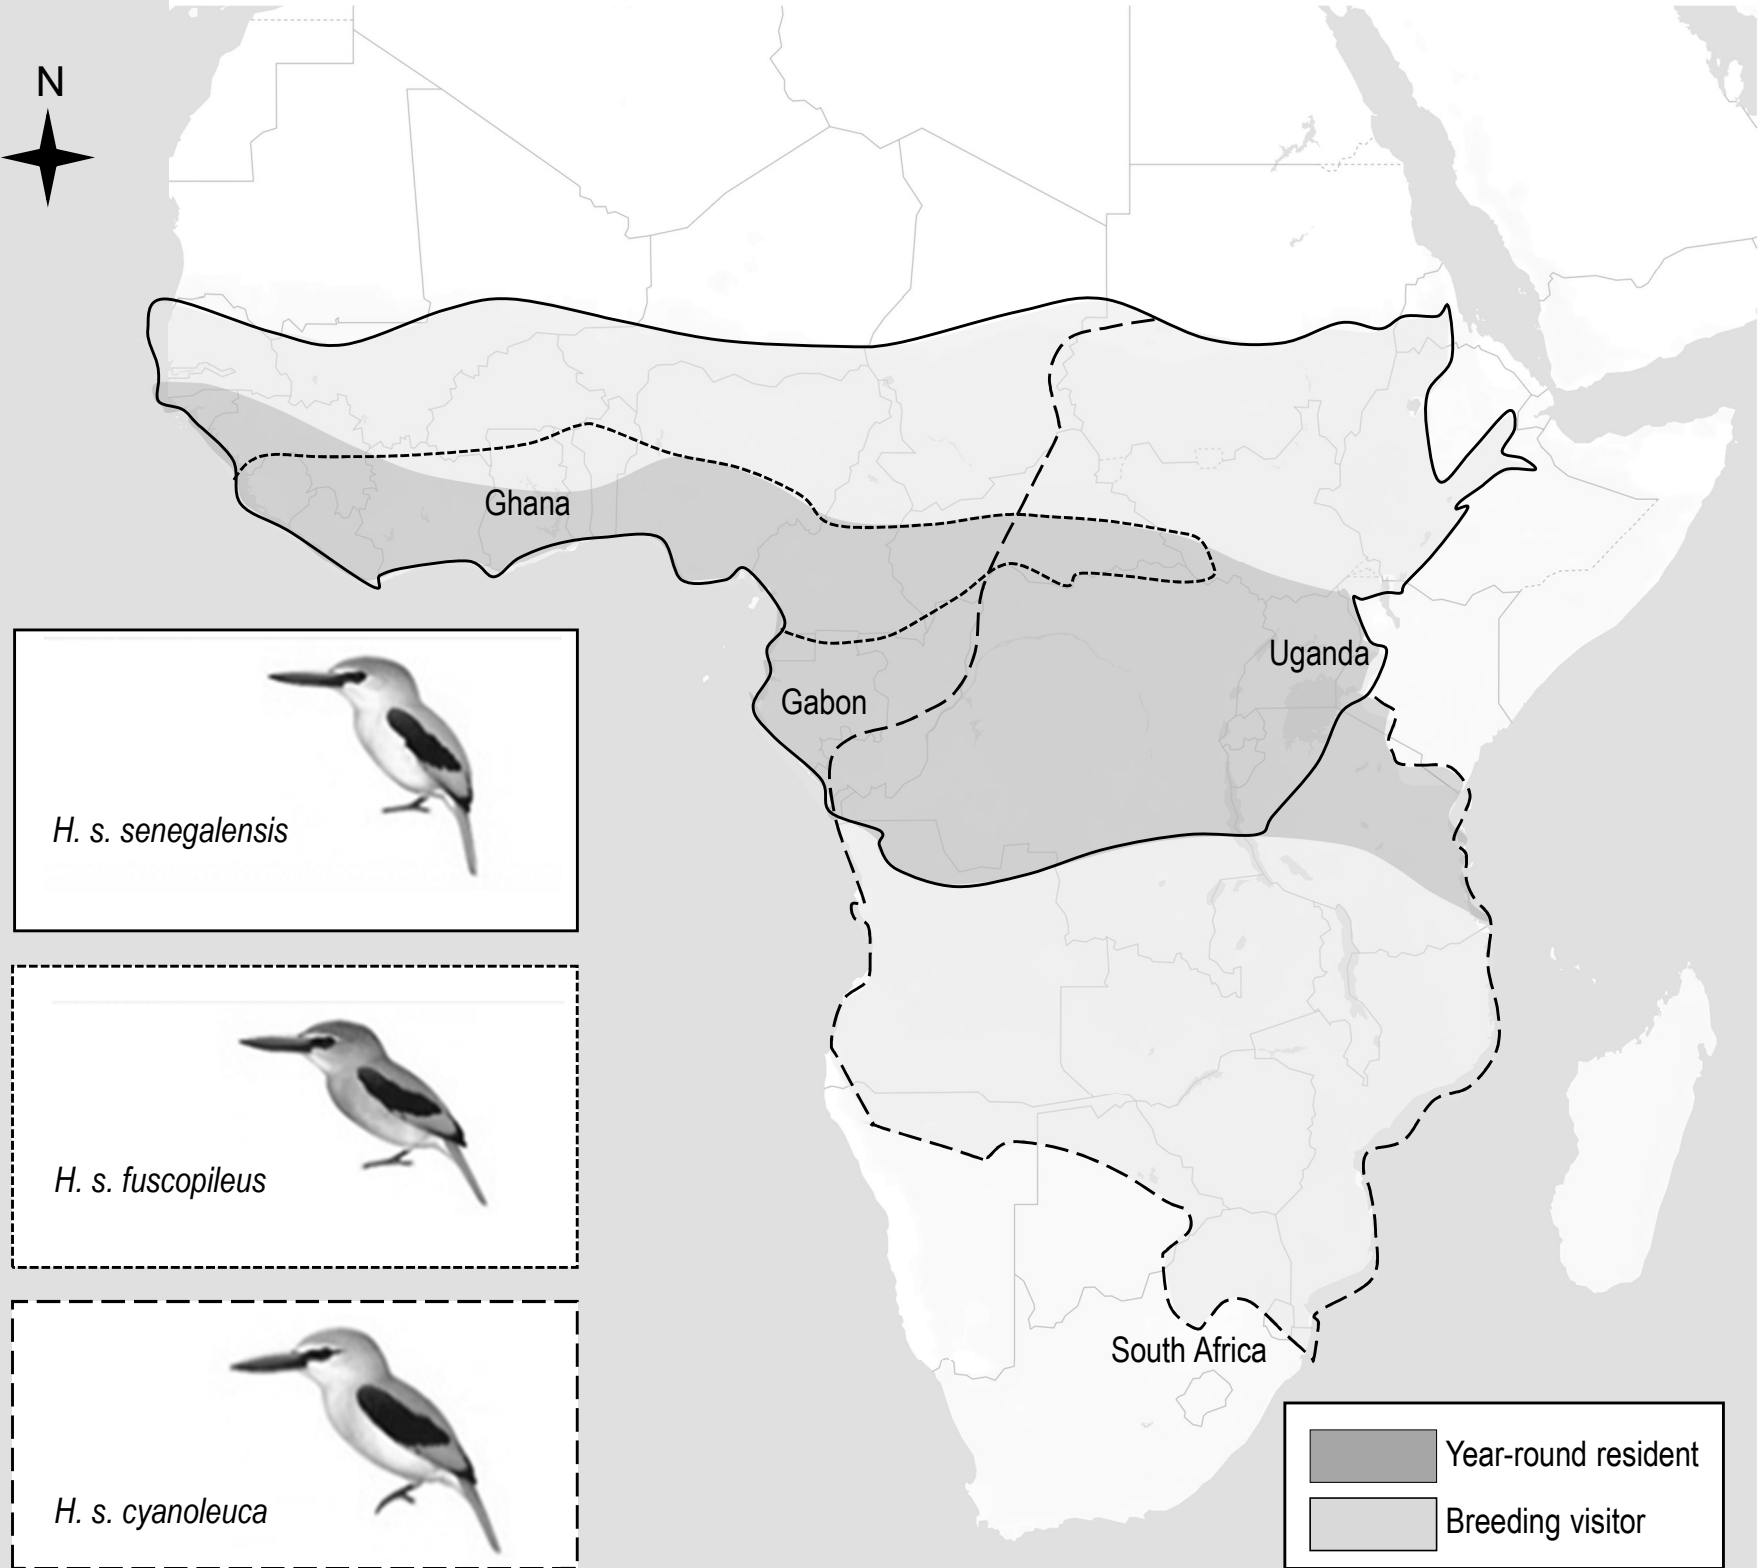 N
Ghana
Uganda
Gabon
H. s. senegalensis
H. s. fuscopileus
South Africa
Year-round resident
H. s. cyanoleuca
Breeding visitor